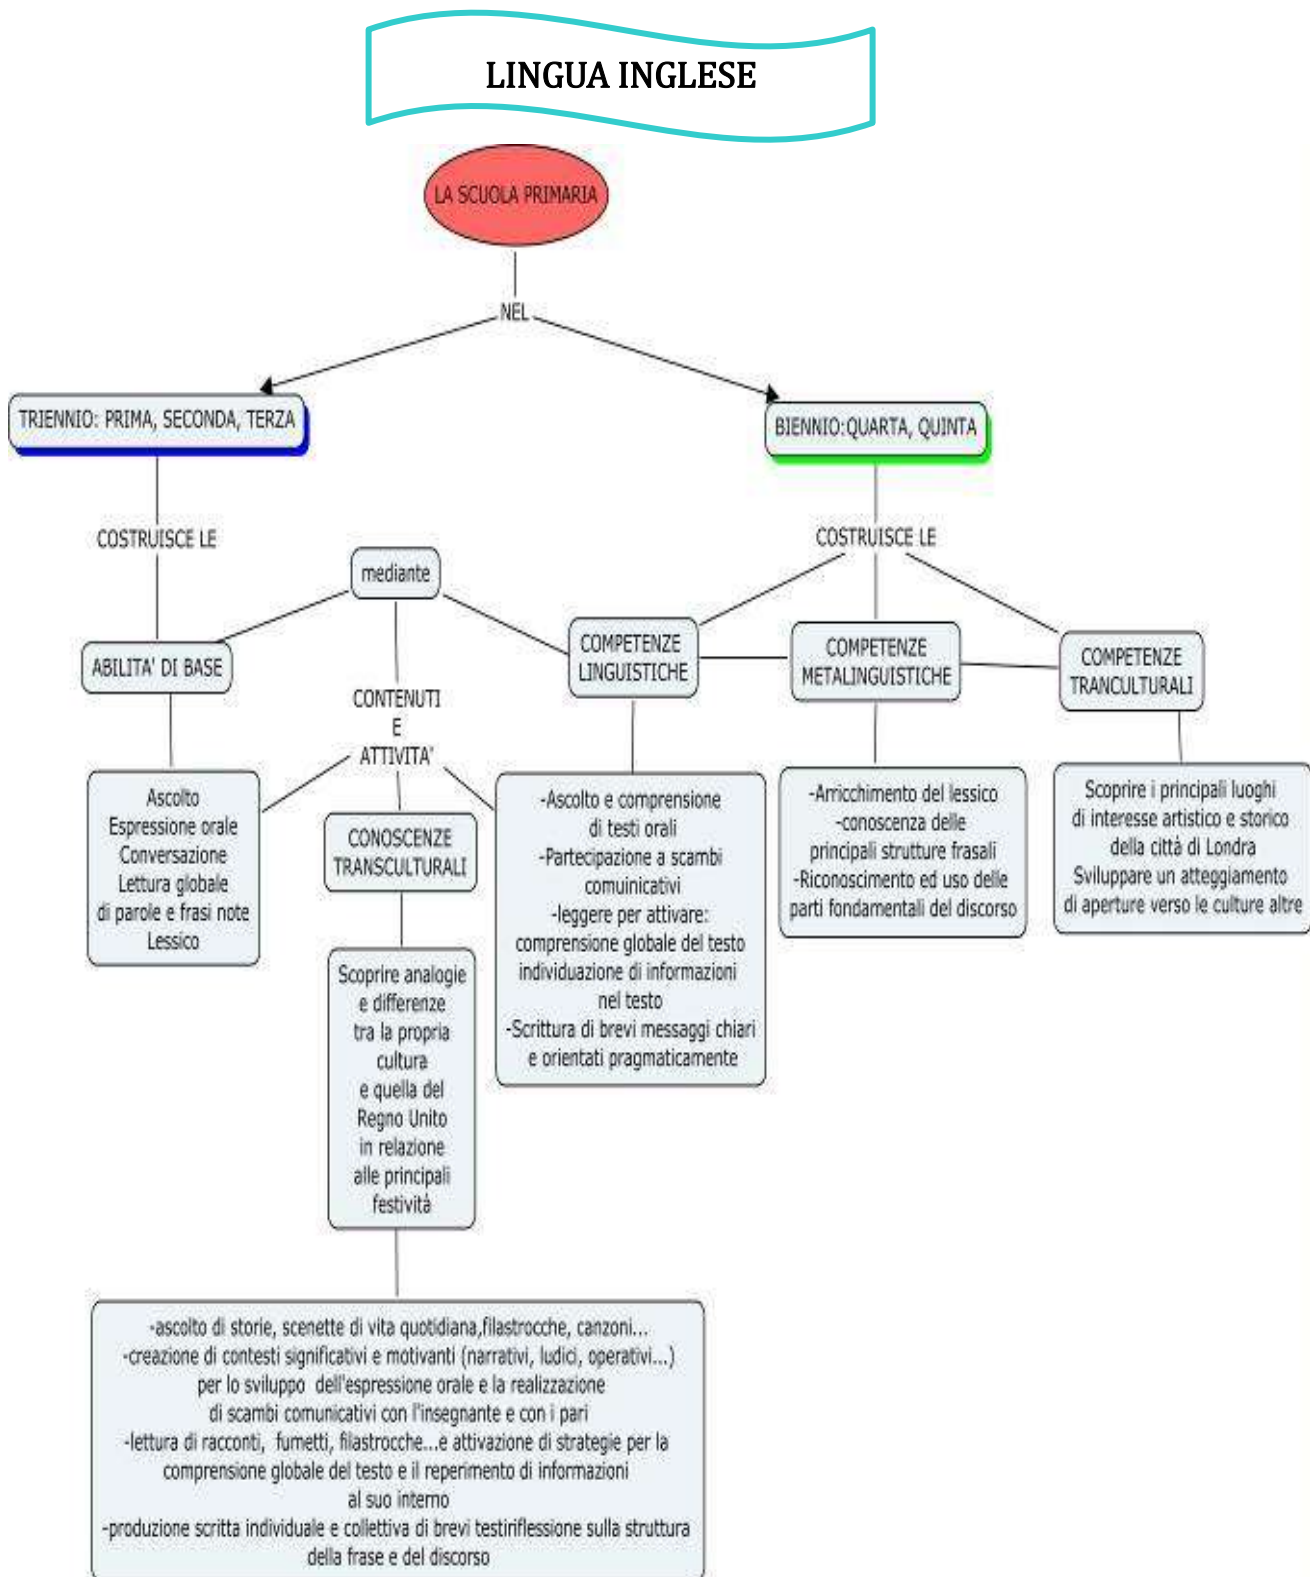 LINGUA INGLESE
LA SCUOLA PRIMARIA
NEL
TRIENNIO: PRIMA, SECONDA, TERZA
BIENNIO:QUARTA, QUINTA
COSTRUISCE LE
COSTRUISCE LE
mediante
ABILITA' DI BASE
CONTENUTI
E
ATTIVITA'
COMPETENZE
LINGUISTICHE
COMPETENZE
METALINGUISTICHE
COMPETENZE
TRANCULTURALI
Ascolto
Espressione orale
Conversazione
Lettura globale
di parole e frasi note
Lessico
CONOSCENZE
TRANSCULTURALI
-Ascolto e comprensione
di testi orali
-Partecipazione a scambi
comuinicativi
-leggere per attivare:
comprensione globale del testo
individuazione di informazioni
nel testo
-Scrittura di brevi messaggi chiari
e orientati pragmaticamente
-Arricchimento del lessico
-conoscenza delle
principali strutture frasali
-Riconoscimento ed uso delle
parti fondamentali del discorso
Scoprire i principali luoghi
di interesse artistico e storico
della città di Londra
Sviluppare un atteggiamento
di aperture verso le culture altre
Scoprire analogie
e differenze
tra la propria
cultura
e quella del
Regno Unito
in relazione
alle principali
festività
-ascolto di storie, scenette di vita quotidiana,filastrocche, canzoni...
-creazione di contesti significativi e motivanti (narrativi, ludici, operativi...)
per lo sviluppo dell'espressione orale e la realizzazione
di scambi comunicativi con l'insegnante e con i pari
-lettura di racconti, fumetti, filastrocche...e attivazione di strategie per la
comprensione globale del testo e il reperimento di informazioni
al suo interno
-produzione scritta individuale e collettiva di brevi testiriflessione sulla struttura
della frase e del discorso